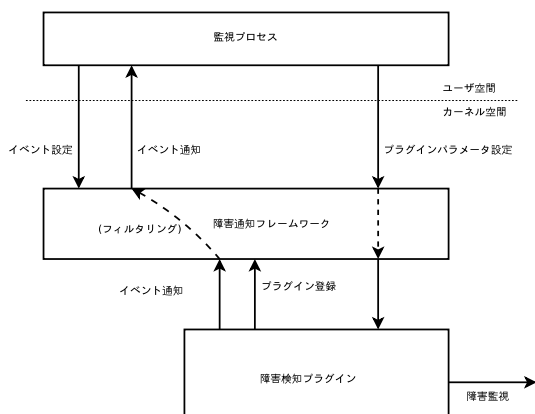 監視プロセス
ユーザ空間
カーネル空間
イベント設定
イベント通知
プラグインパラメータ設定
(フィルタリング)
障害通知フレームワーク
イベント通知
プラグイン登録
障害検知プラグイン
障害監視